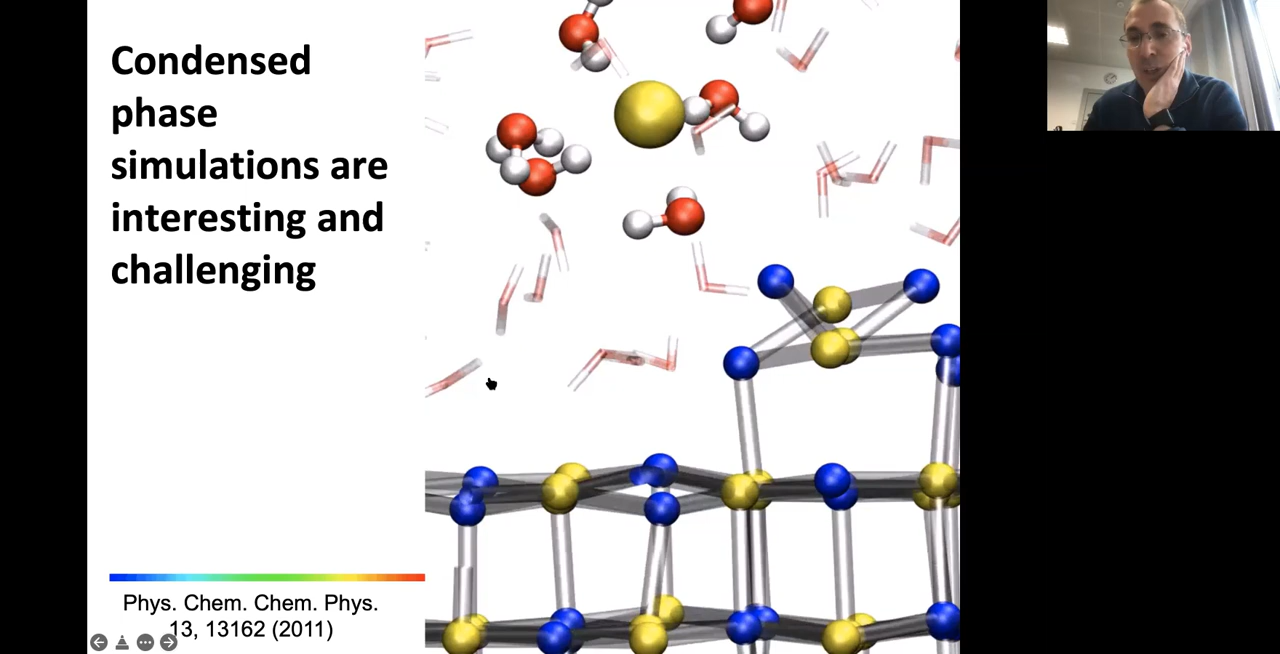 Condensed
phase
simulations are
interesting and
challenging
Phys. Chem. Chem. Phys.
13, 13162 (2011)